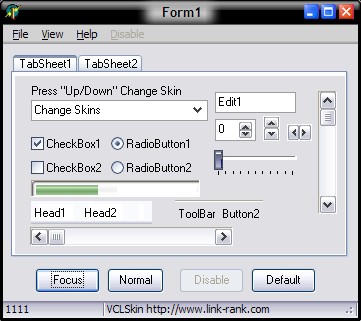 Form1
File View Help Disable
TabSheet1 TabSheet2
Press "Up/Down" Change Skin
Change Skins
Edit1
0
CheckBox1 RadioButton1
CheckBox2 RadioButton2
Head1 Head2
ToolBar Button2
Focus Normal Disable Default
1111 VCLSkin http://www.link-rank.com